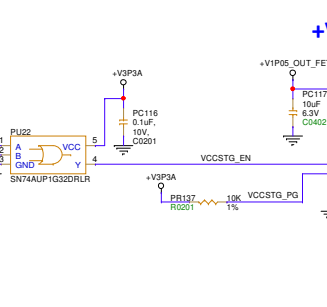 +V
+V3P3A
+V1P05_OUT_FE
PC116
0.1uF,
10V,
C0201
PC117
10uF
6.3V
C0402
PU22
1
2
3
A
B
GND
VCC
Y
5
4
SN74AUP1G32DRLR
VCCSTG_EN
+V3P3A
PR137
R0201
10K
1%
VCCSTG_PG